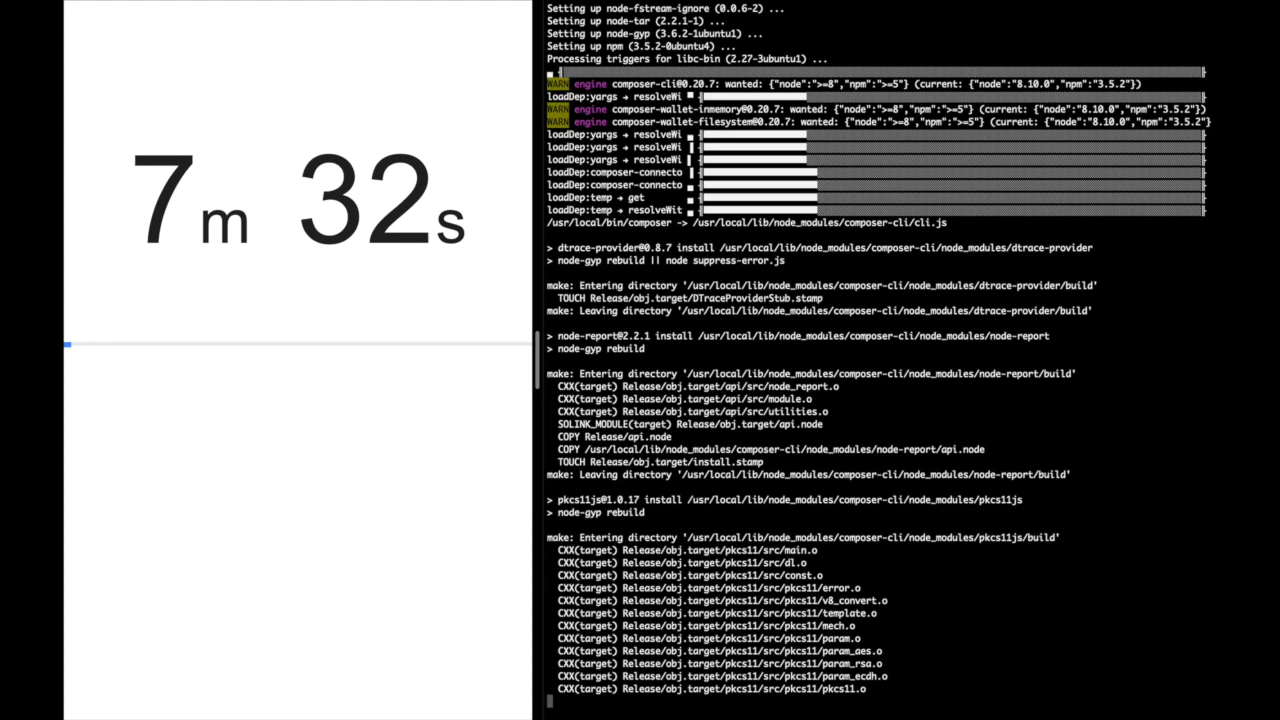 7m 32s
Setting up node-fstream-ignore (0.0.6-2) ...
Setting up node-tar (2.2.1-1) ...
Setting up node-gyp (3.6.2-1ubuntu1) ...
Setting up npm (3.5.2-0ubuntu4) ...
Processing triggers for libc-bin (2.27-3ubuntu1) ...
WARN engine composer-cli@0.20.7: wanted: {"node":">=8","npm":">=5"} (current: {"node":"8.10.0","npm":"3.5.2"})
loadDep:yargs → resolveWi
WARN engine composer-wallet-inmemory@0.20.7: wanted: {"node":">=8","npm":">=5"} (current: {"node":"8.10.0","npm":"3.5.2"})
WARN engine composer-wallet-filesystem@0.20.7: wanted: {"node":">=8","npm":">=5"} (current: {"node":"8.10.0","npm":"3.5.2"}
loadDep:yargs → resolveWi
loadDep:yargs → resolveWi
loadDep:yargs → resolveWi
loadDep:composer-connecto
loadDep:composer-connecto
loadDep:temp → get
loadDep:temp → resolveWit
/usr/local/bin/composer -> /usr/local/lib/node_modules/composer-cli/cli.js
> dtrace-provider@0.8.7 install /usr/local/lib/node_modules/composer-cli/node_modules/dtrace-provider
> node-gyp rebuild || node suppress-error.js
make: Entering directory '/usr/local/lib/node_modules/composer-cli/node_modules/dtrace-provider/build'
TOUCH Release/obj.target/DTraceProviderStub.stamp
make: Leaving directory '/usr/local/lib/node_modules/composer-cli/node_modules/dtrace-provider/build'
> node-report@2.2.1 install /usr/local/lib/node_modules/composer-cli/node_modules/node-report
> node-gyp rebuild
make: Entering directory '/usr/local/lib/node_modules/composer-cli/node_modules/node-report/build'
CXX(target) Release/obj.target/api/src/node_report.o
CXX(target) Release/obj.target/api/src/module.o
CXX(target) Release/obj.target/api/src/utilities.o
SOLINK_MODULE(target) Release/obj.target/api.node
COPY Release/api.node
COPY /usr/local/lib/node_modules/composer-cli/node_modules/node-report/api.node
TOUCH Release/obj.target/install.stamp
make: Leaving directory '/usr/local/lib/node_modules/composer-cli/node_modules/node-report/build'
> pkcs11js@1.0.17 install /usr/local/lib/node_modules/composer-cli/node_modules/pkcs11js
> node-gyp rebuild
make: Entering directory '/usr/local/lib/node_modules/composer-cli/node_modules/pkcs11js/build'
CXX(target) Release/obj.target/pkcs11/src/main.o
CXX(target) Release/obj.target/pkcs11/src/dl.o
CXX(target) Release/obj.target/pkcs11/src/const.o
CXX(target) Release/obj.target/pkcs11/src/pkcs11/error.o
CXX(target) Release/obj.target/pkcs11/src/pkcs11/v8_convert.o
CXX(target) Release/obj.target/pkcs11/src/pkcs11/template.o
CXX(target) Release/obj.target/pkcs11/src/pkcs11/mech.o
CXX(target) Release/obj.target/pkcs11/src/pkcs11/param.o
CXX(target) Release/obj.target/pkcs11/src/pkcs11/param_aes.o
CXX(target) Release/obj.target/pkcs11/src/pkcs11/param_rsa.o
CXX(target) Release/obj.target/pkcs11/src/pkcs11/param_ecdh.o
CXX(target) Release/obj.target/pkcs11/src/pkcs11/pkcs11.o